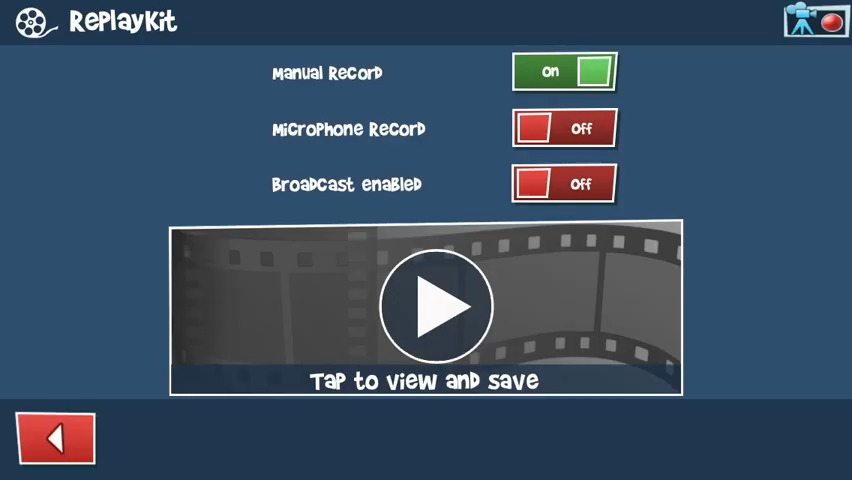 ReplayKit
Manual Record
On
Microphone Record
Off
Broadcast enabled
Off
Tap to view and save